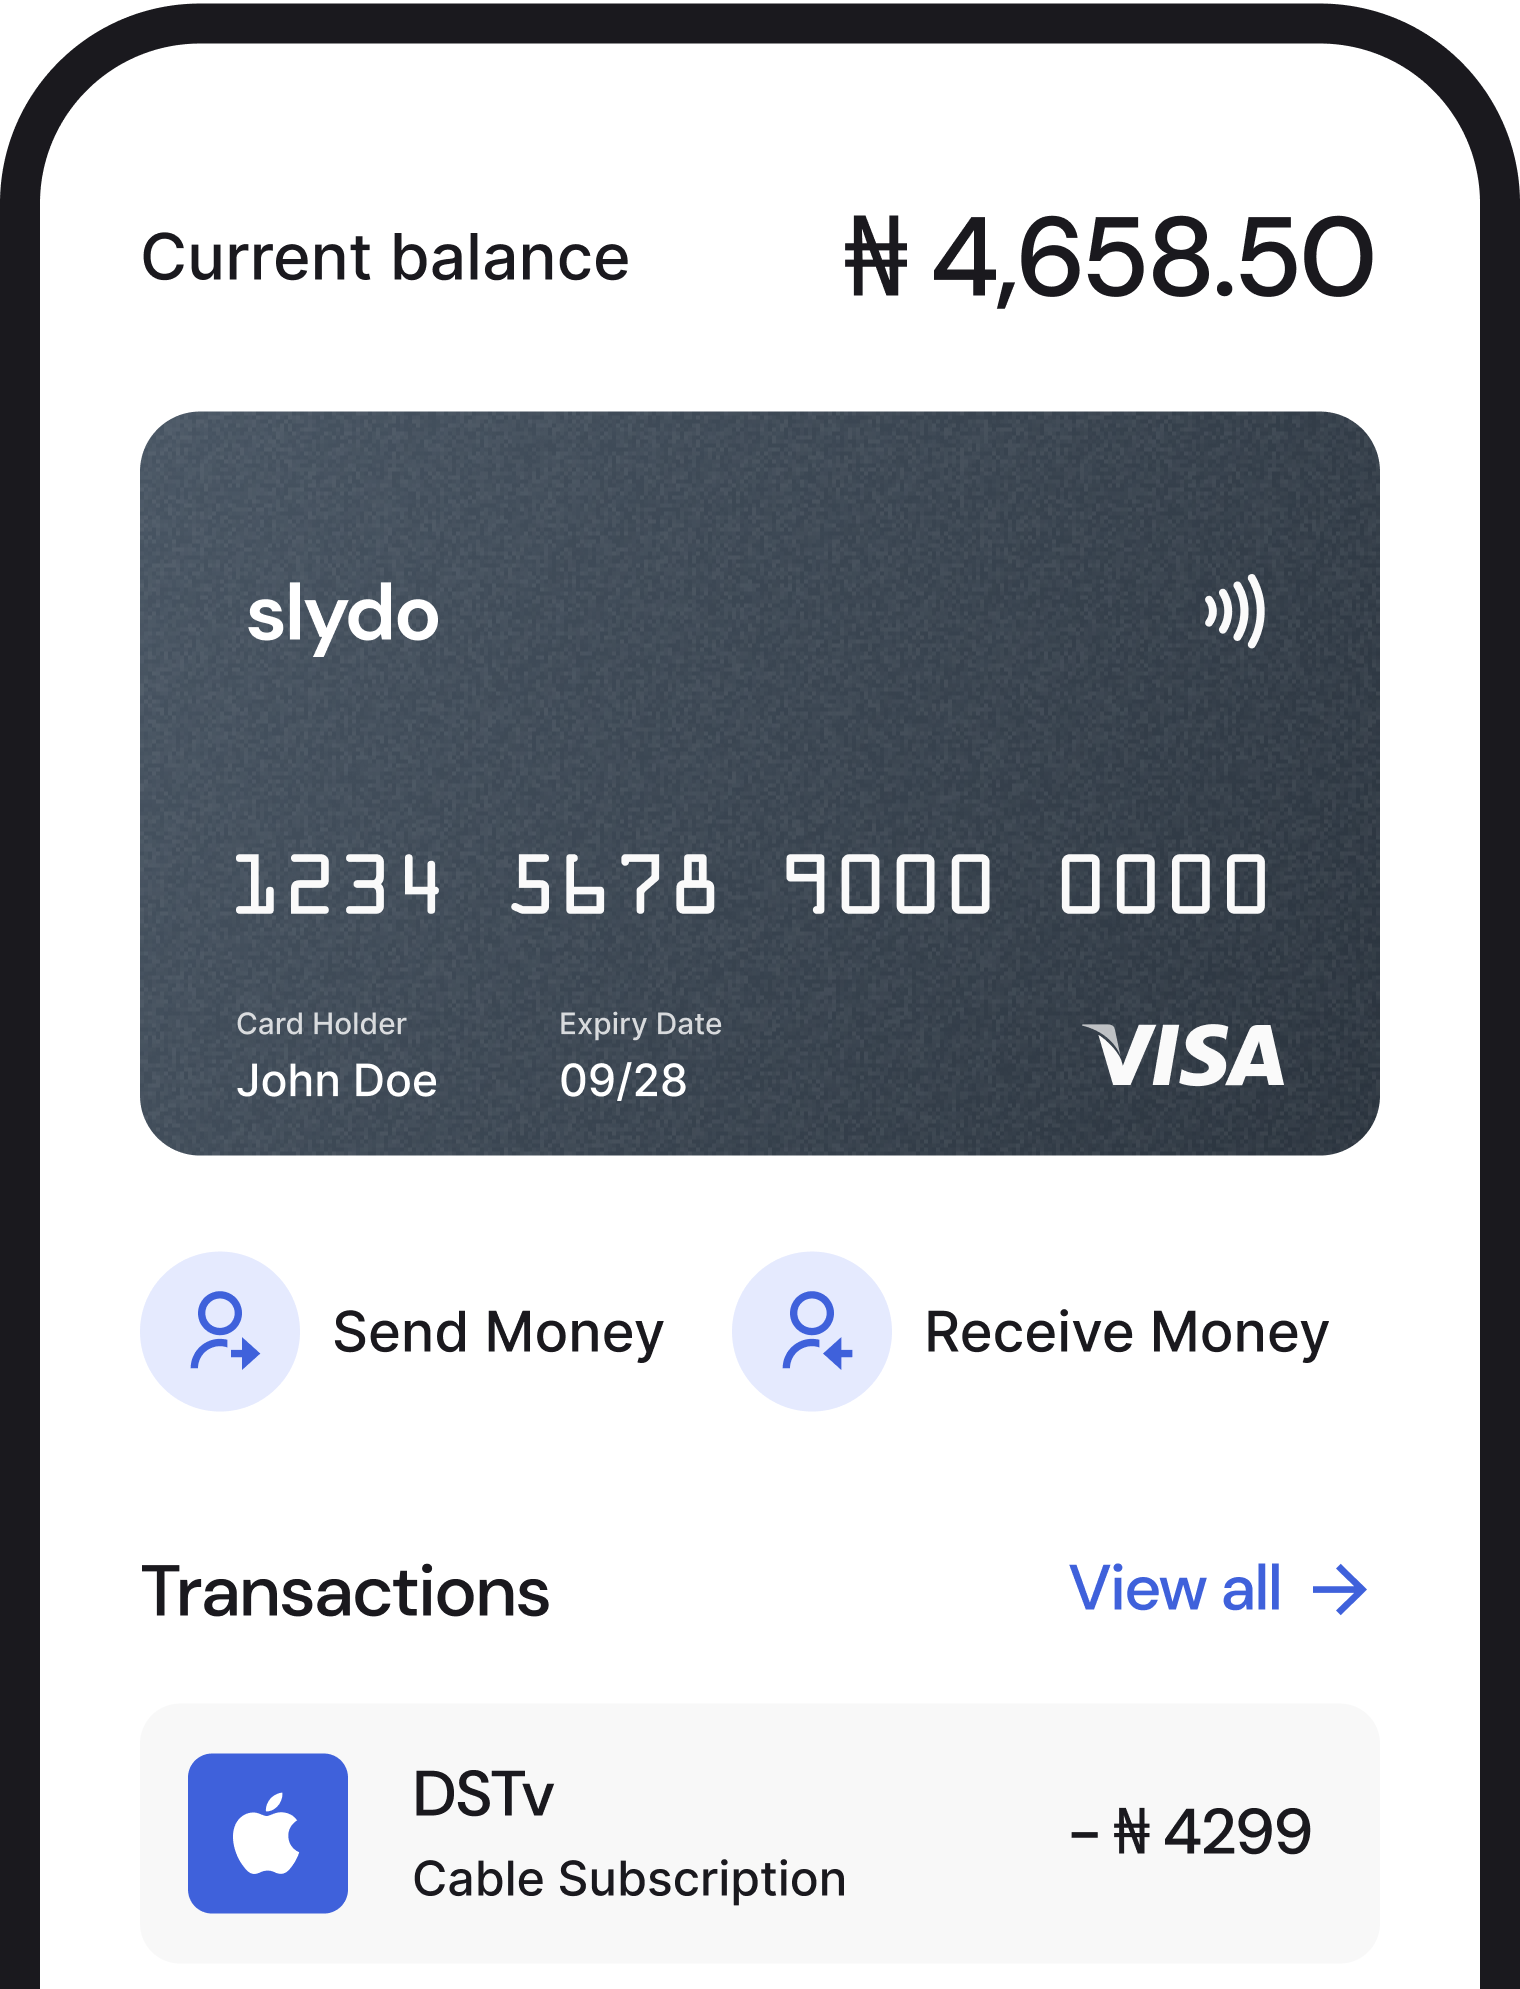 Current balance
₦ 4,658.50
slydo
1234 5678 9000 0000
Card Holder
Expiry Date
John Doe
09/28
VISA
Send Money
Receive Money
Transactions
View all
DSTv
Cable Subscription
– ₦ 4299